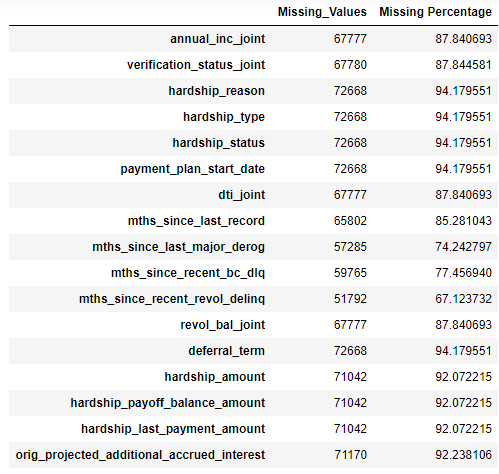 Missing_Values Missing Percentage
annual_inc_joint 67777 87.840693
verification_status_joint 67780 87.844581
hardship_reason 72668 94.179551
hardship_type 72668 94.179551
hardship_status 72668 94.179551
payment_plan_start_date 72668 94.179551
dti_joint 67777 87.840693
mths_since_last_record 65802 85.281043
mths_since_last_major_derog 57285 74.242797
mths_since_recent_bc_dlq 59765 77.456940
mths_since_recent_revol_delinq 51792 67.123732
revol_bal_joint 67777 87.840693
deferral_term 72668 94.179551
hardship_amount 71042 92.072215
hardship_payoff_balance_amount 71042 92.072215
hardship_last_payment_amount 71042 92.072215
orig_projected_additional_accrued_interest 71170 92.238106